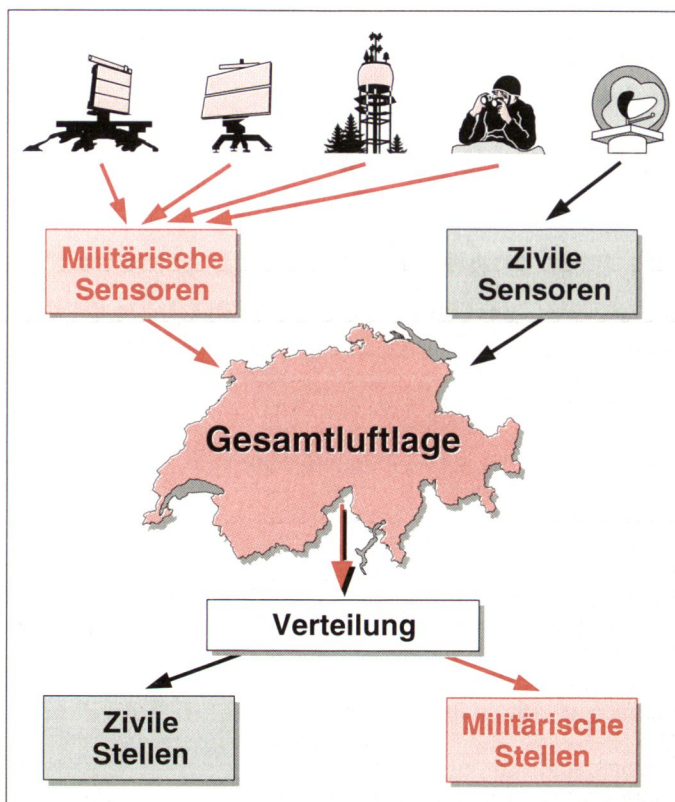 Militärische
Sensoren
Zivile
Sensoren
Gesamtluftlage
Verteilung
Zivile
Stellen
Militärische
Stellen